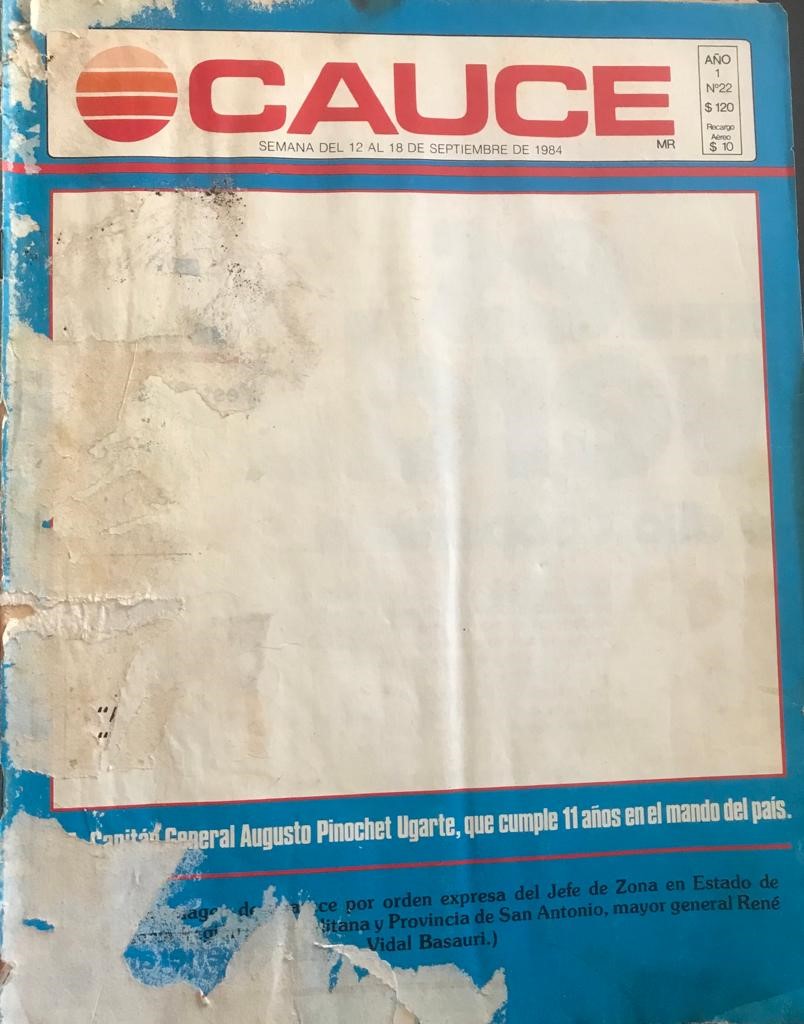 CAUCE
SEMANA DEL 12 AL 18 DE SEPTIEMBRE DE 1984
MR
AÑO
1
Nº22
$ 120
Recargo
Aéreo
$ 10
Capitán General Augusto Pinochet Ugarte, que cumple 11 años en el mando del país.
por orden expresa del Jefe de Zona en Estado de
litana y Provincia de San Antonio, mayor general René
Vidal Basauri.)